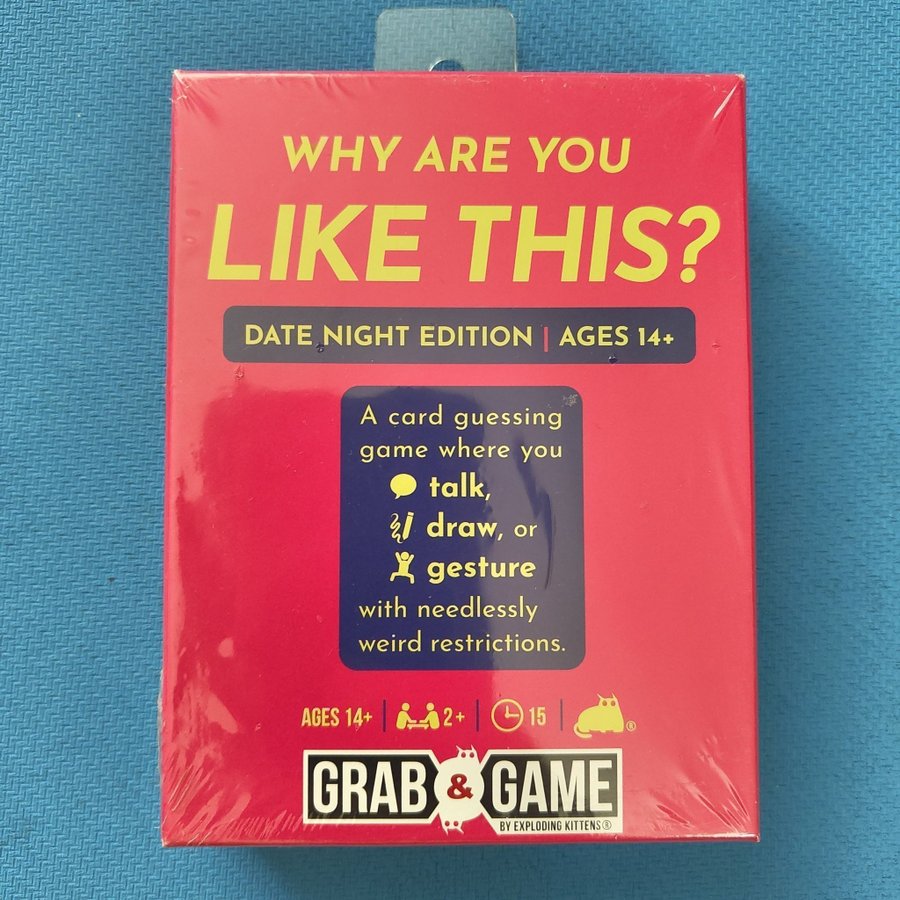 WHY ARE YOU
LIKE THIS?
DATE NIGHT EDITION | AGES 14+
A card guessing
game where you
talk,
draw, or
gesture
with needlessly
weird restrictions.
AGES 14+ | 2+ | 15 | ®
GRAB & GAME
BY EXPLODING KITTENS®